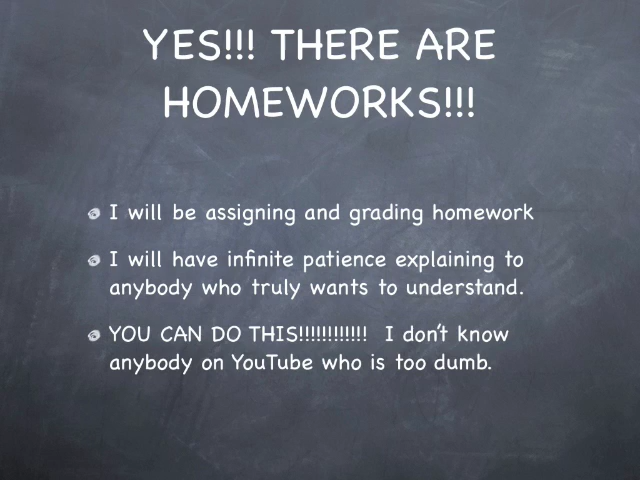 YES!!! THERE ARE
HOMEWORKS!!!
I will be assigning and grading homework
I will have infinite patience explaining to
anybody who truly wants to understand.
YOU CAN DO THIS!!!!!!!!!!!! I don't know
anybody on YouTube who is too dumb.